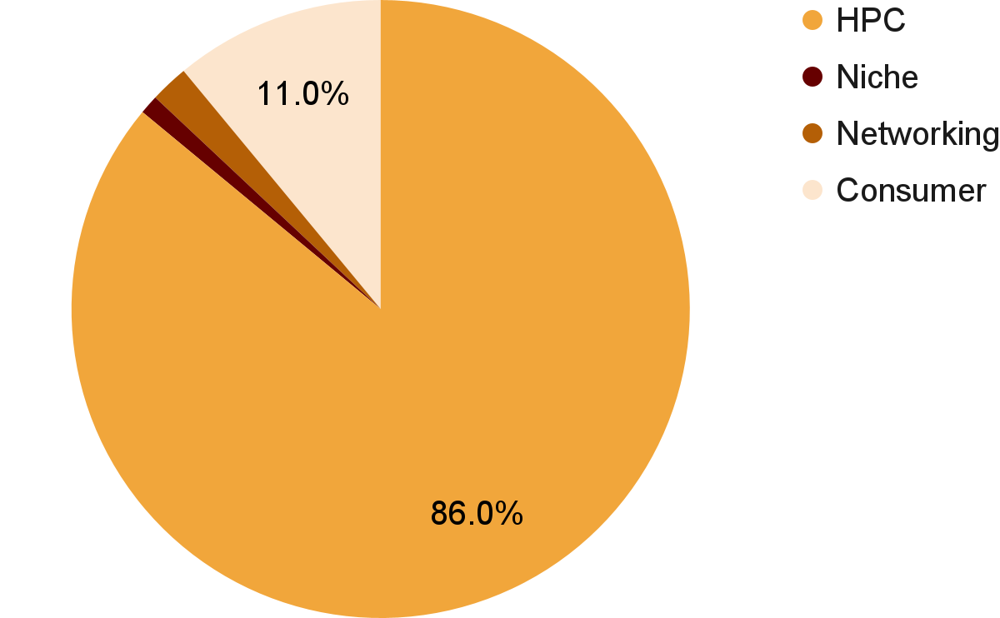 HPC
Niche
Networking
Consumer
11.0%
86.0%